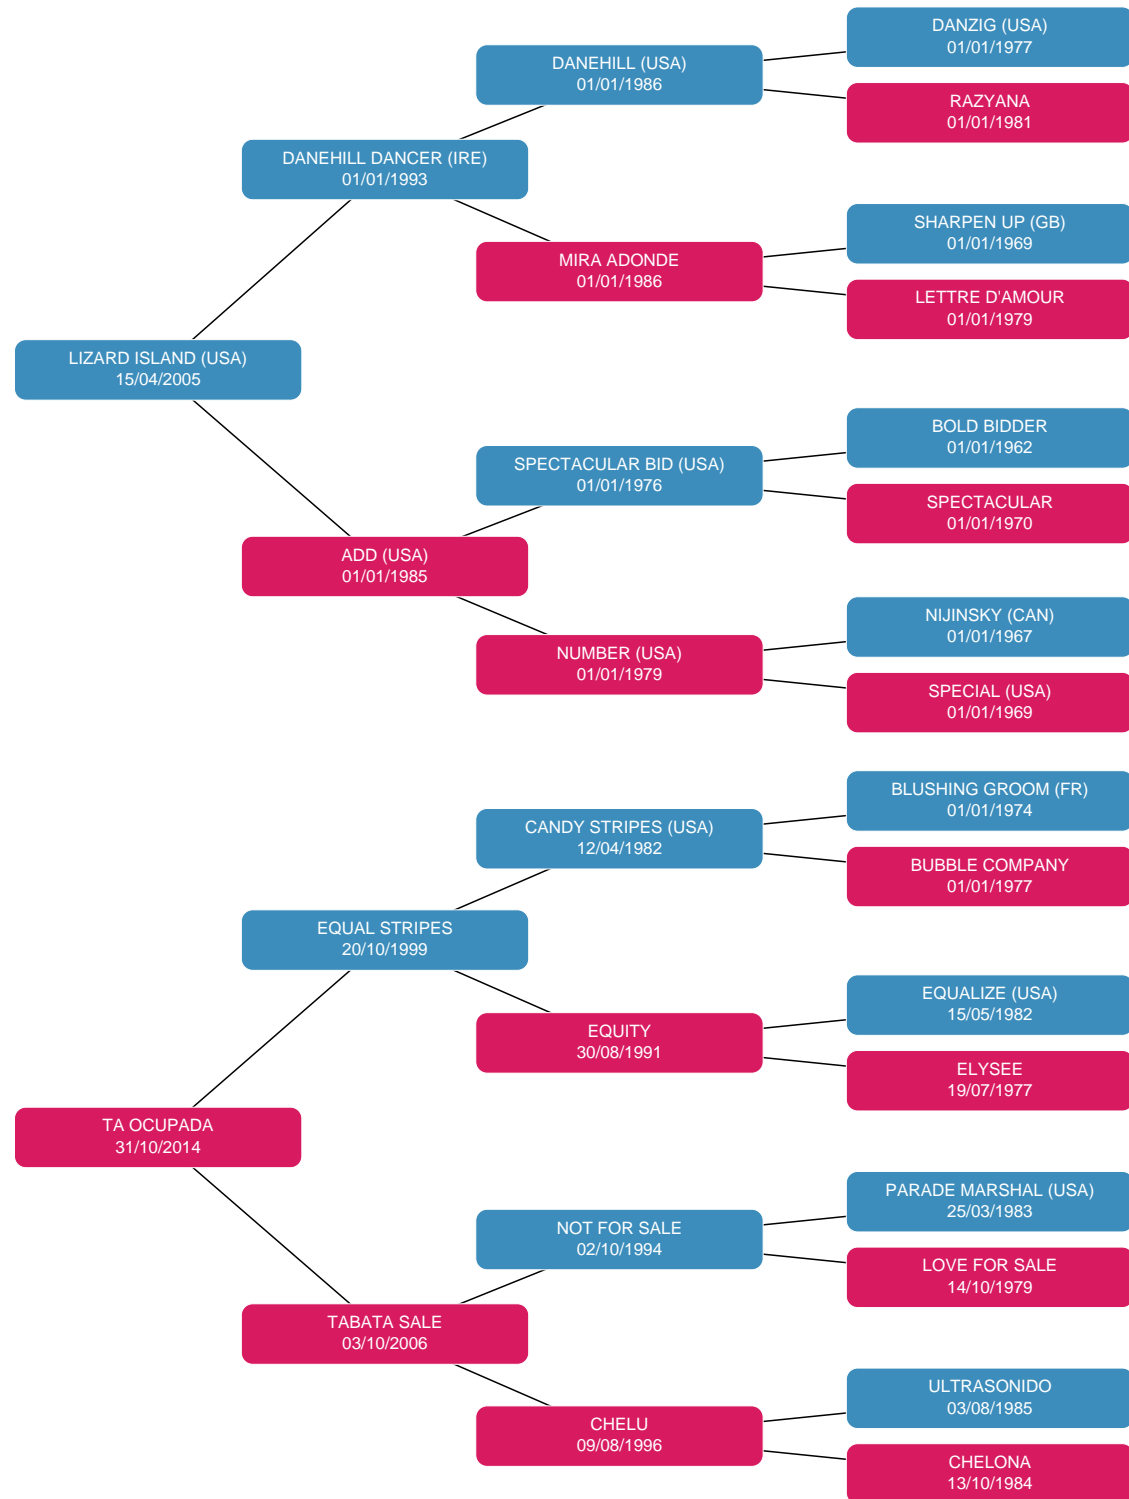 DANZIG (USA)
01/01/1977
DANEHILL (USA)
01/01/1986
RAZYANA
01/01/1981
DANEHILL DANCER (IRE)
01/01/1993
SHARPEN UP (GB)
01/01/1969
MIRA ADONDE
01/01/1986
LETTRE D'AMOUR
01/01/1979
LIZARD ISLAND (USA)
15/04/2005
BOLD BIDDER
01/01/1962
SPECTACULAR BID (USA)
01/01/1976
SPECTACULAR
01/01/1970
ADD (USA)
01/01/1985
NIJINSKY (CAN)
01/01/1967
NUMBER (USA)
01/01/1979
SPECIAL (USA)
01/01/1969
BLUSHING GROOM (FR)
01/01/1974
CANDY STRIPES (USA)
12/04/1982
BUBBLE COMPANY
01/01/1977
EQUAL STRIPES
20/10/1999
EQUALIZE (USA)
15/05/1982
EQUITY
30/08/1991
ELYSEE
19/07/1977
TA OCUPADA
31/10/2014
PARADE MARSHAL (USA)
25/03/1983
NOT FOR SALE
02/10/1994
LOVE FOR SALE
14/10/1979
TABATA SALE
03/10/2006
ULTRASONIDO
03/08/1985
CHELU
09/08/1996
CHELONA
13/10/1984